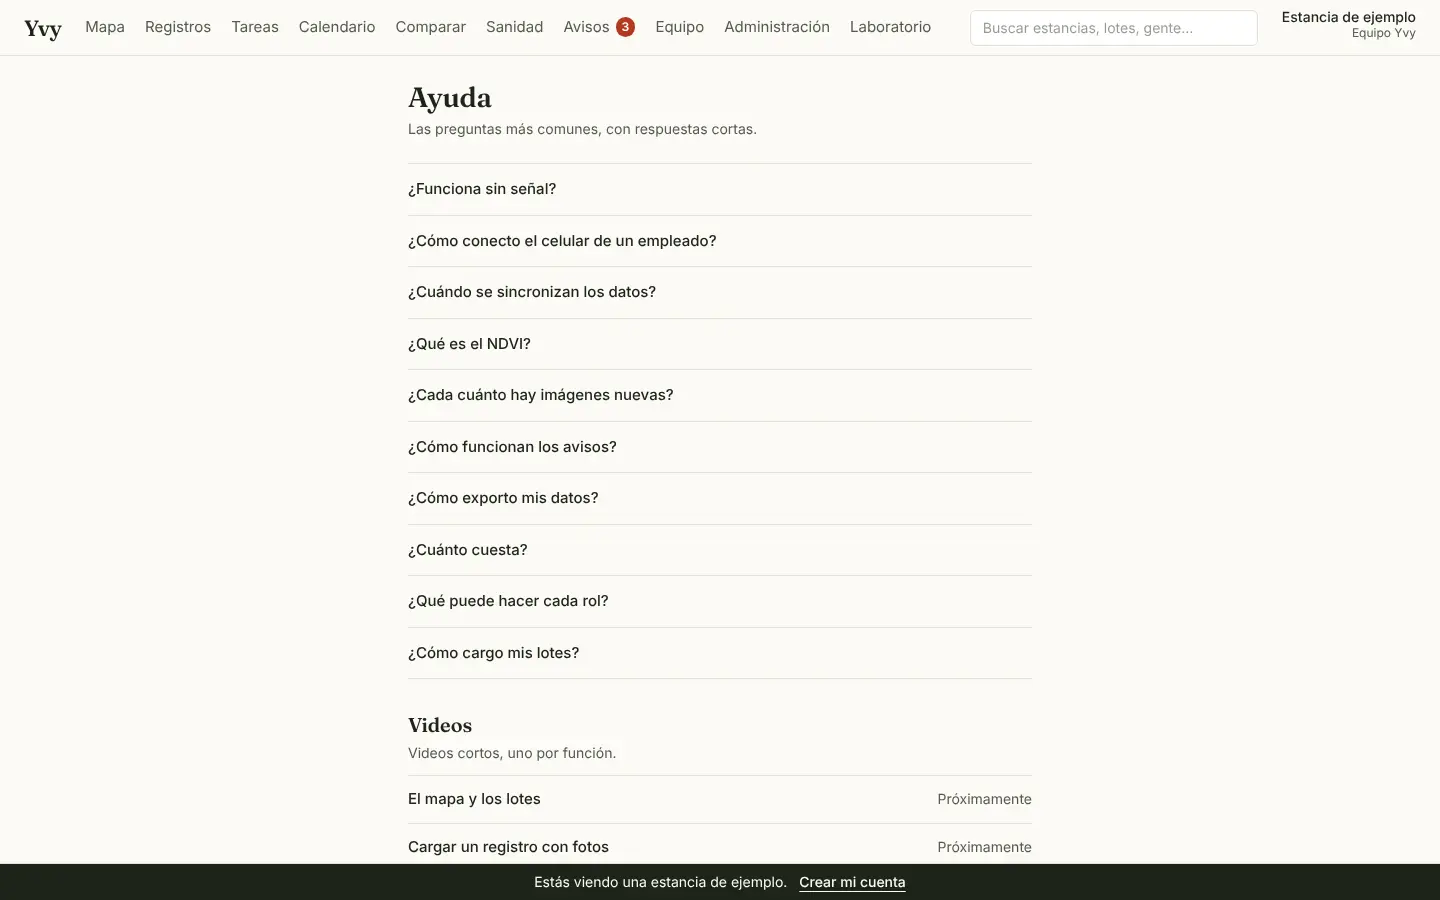 Yvy
Mapa
Registros
Tareas
Calendario
Comparar
Sanidad
Avisos 3
Equipo
Administración
Laboratorio
Buscar estancias, lotes, gente...
Estancia de ejemplo
Equipo Yvy
Ayuda
Las preguntas más comunes, con respuestas cortas.
¿Funciona sin señal?
¿Cómo conecto el celular de un empleado?
¿Cuándo se sincronizan los datos?
¿Qué es el NDVI?
¿Cada cuánto hay imágenes nuevas?
¿Cómo funcionan los avisos?
¿Cómo exporto mis datos?
¿Cuánto cuesta?
¿Qué puede hacer cada rol?
¿Cómo cargo mis lotes?
Videos
Videos cortos, uno por función.
El mapa y los lotes Próximamente
Cargar un registro con fotos Próximamente
Estás viendo una estancia de ejemplo. Crear mi cuenta